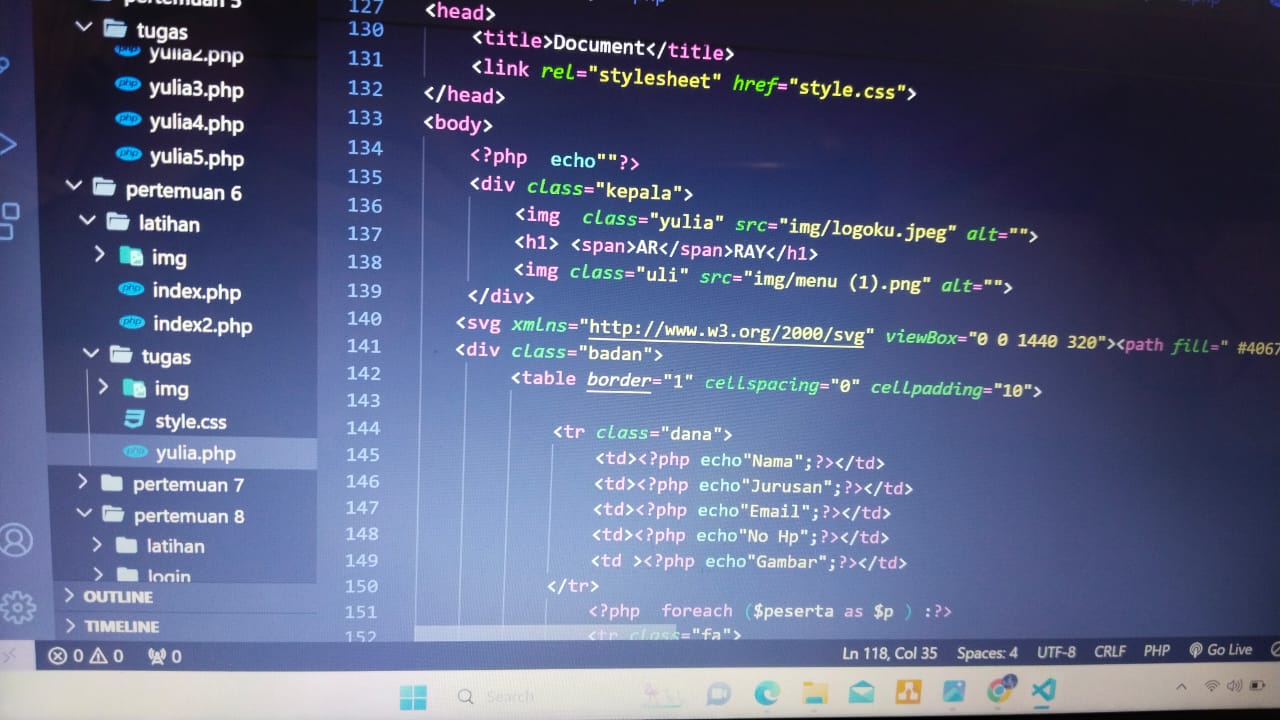 pertemuan 5
tugas
yulia2.php
yulia3.php
yulia4.php
yulia5.php
pertemuan 6
latihan
img
index.php
index2.php
tugas
img
style.css
yulia.php
pertemuan 7
pertemuan 8
latihan
login
OUTLINE
TIMELINE
127 <head>
130 <title>Document</title>
131 <link rel="stylesheet" href="style.css">
132 </head>
133 <body>
134 <?php  echo""?>
135 <div class="kepala">
136 <img  class="yulia" src="img/logoku.jpeg" alt="">
137 <h1> <span>AR</span>RAY</h1>
138 <img class="uli" src="img/menu (1).png" alt="">
139 </div>
140 <svg xmlns="http://www.w3.org/2000/svg" viewBox="0 0 1440 320"><path fill=" #4067
141 <div class="badan">
142 <table border="1" cellspacing="0" cellpadding="10">
143
144 <tr class="dana">
145 <td><?php echo"Nama";?></td>
146 <td><?php echo"Jurusan";?></td>
147 <td><?php echo"Email";?></td>
148 <td><?php echo"No Hp";?></td>
149 <td ><?php echo"Gambar";?></td>
150 </tr>
151 <?php  foreach ($peserta as $p ) :?>
152 <tr class="fa">
0 0 0
Ln 118, Col 35 Spaces: 4 UTF-8 CRLF PHP Go Live
Search